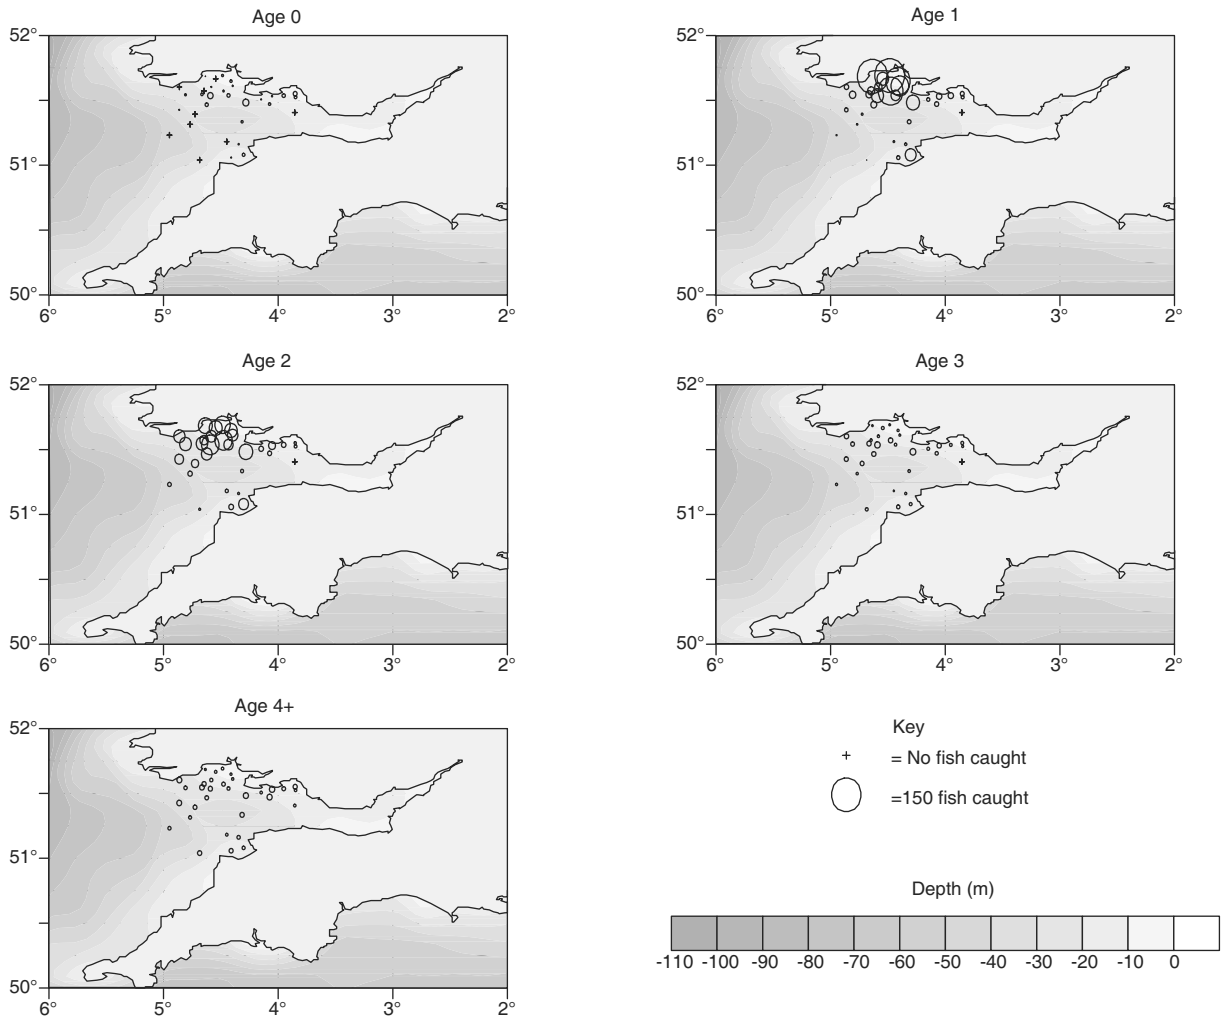 Age 0
52°
51°
50°
6° 5° 4° 3° 2°
Age 1
52°
51°
50°
6° 5° 4° 3° 2°
Age 2
52°
51°
50°
6° 5° 4° 3° 2°
Age 3
52°
51°
50°
6° 5° 4° 3° 2°
Age 4+
52°
51°
50°
6° 5° 4° 3° 2°
Key
+ = No fish caught
=150 fish caught
Depth (m)
-110 -100 -90 -80 -70 -60 -50 -40 -30 -20 -10 0